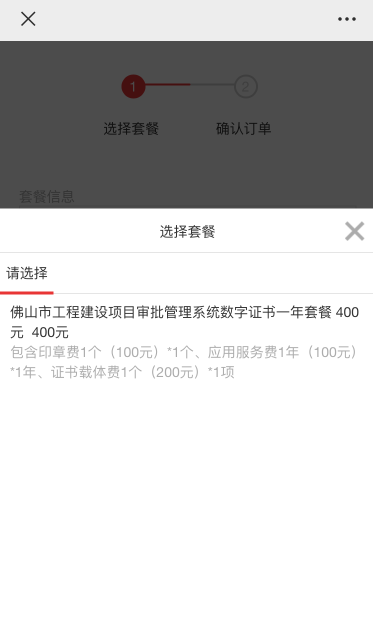 1
2
选择套餐
确认订单
套餐信息
选择套餐
请选择
佛山市工程建设项目审批管理系统数字证书一年套餐 400
元  400元
包含印章费1个（100元）*1个、应用服务费1年（100元）
*1年、证书载体费1个（200元）*1项